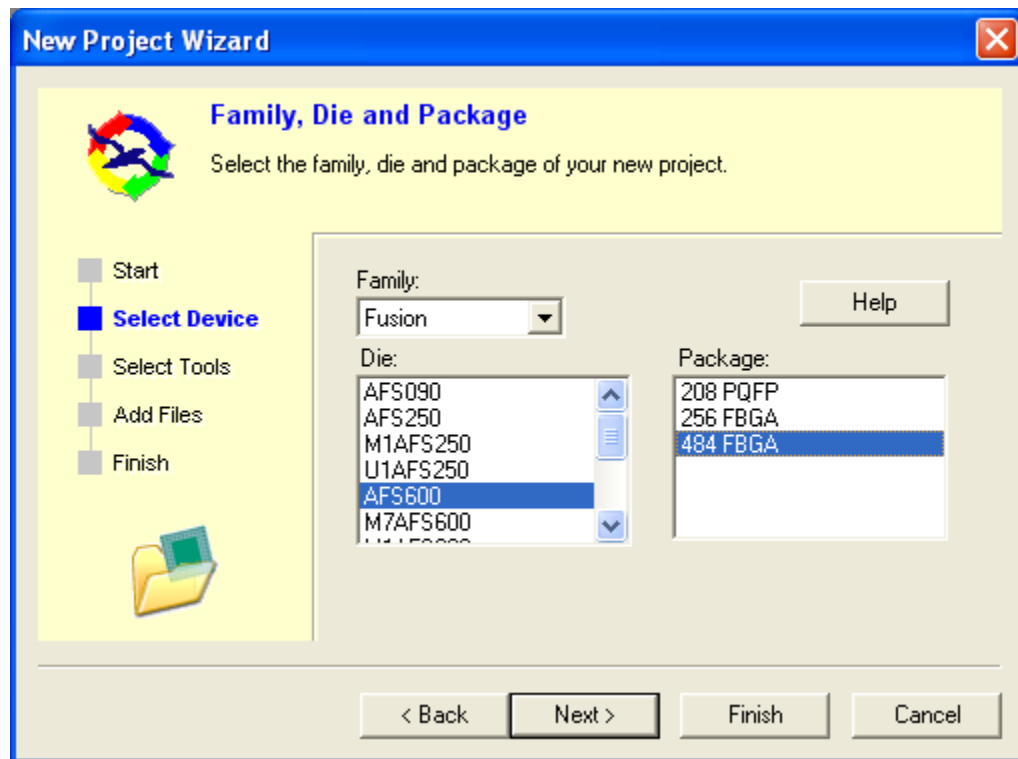 New Project Wizard
Family, Die and Package
Select the family, die and package of your new project.
Start
Select Device
Select Tools
Add Files
Finish
Family:
Fusion
Help
Die:
AFS090
AFS250
M1AFS250
U1AFS250
AFS600
M7AFS600
Package:
208 PQFP
256 FBGA
484 FBGA
< Back
Next >
Finish
Cancel